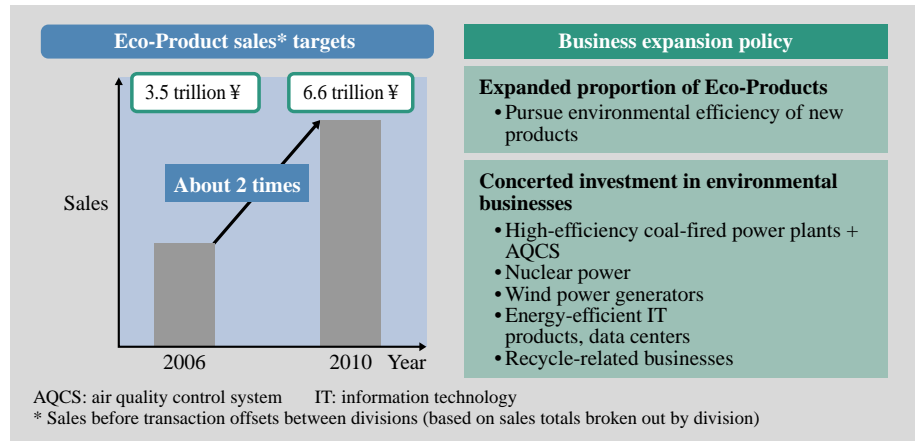 Eco-Product sales* targets
3.5 trillion ¥
6.6 trillion ¥
About 2 times
Sales
2006
2010
Year
Business expansion policy
Expanded proportion of Eco-Products
• Pursue environmental efficiency of new
products
Concerted investment in environmental
businesses
• High-efficiency coal-fired power plants +
AQCS
• Nuclear power
• Wind power generators
• Energy-efficient IT
products, data centers
• Recycle-related businesses
AQCS: air quality control system IT: information technology
* Sales before transaction offsets between divisions (based on sales totals broken out by division)